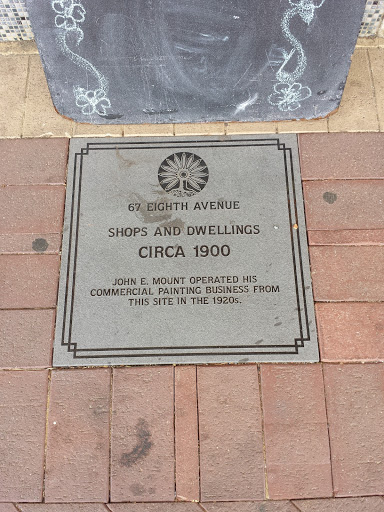 67 EIGHTH AVENUE
SHOPS AND DWELLINGS
CIRCA 1900
JOHN E. MOUNT OPERATED HIS
COMMERCIAL PAINTING BUSINESS FROM
THIS SITE IN THE 1920s.